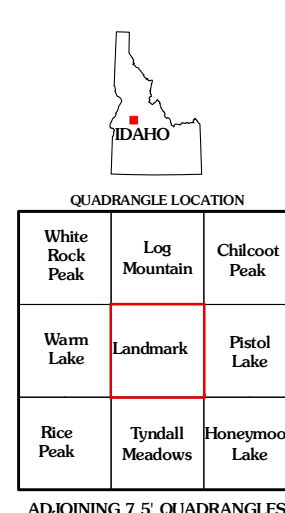 IDAHO
QUADRANGLE LOCATION
White Rock Peak
Log Mountain
Chilcoot Peak
Warm Lake
Landmark
Pistol Lake
Rice Peak
Tyndall Meadows
Honeymoo Lake
ADJOINING 7.5' QUADRANGLES